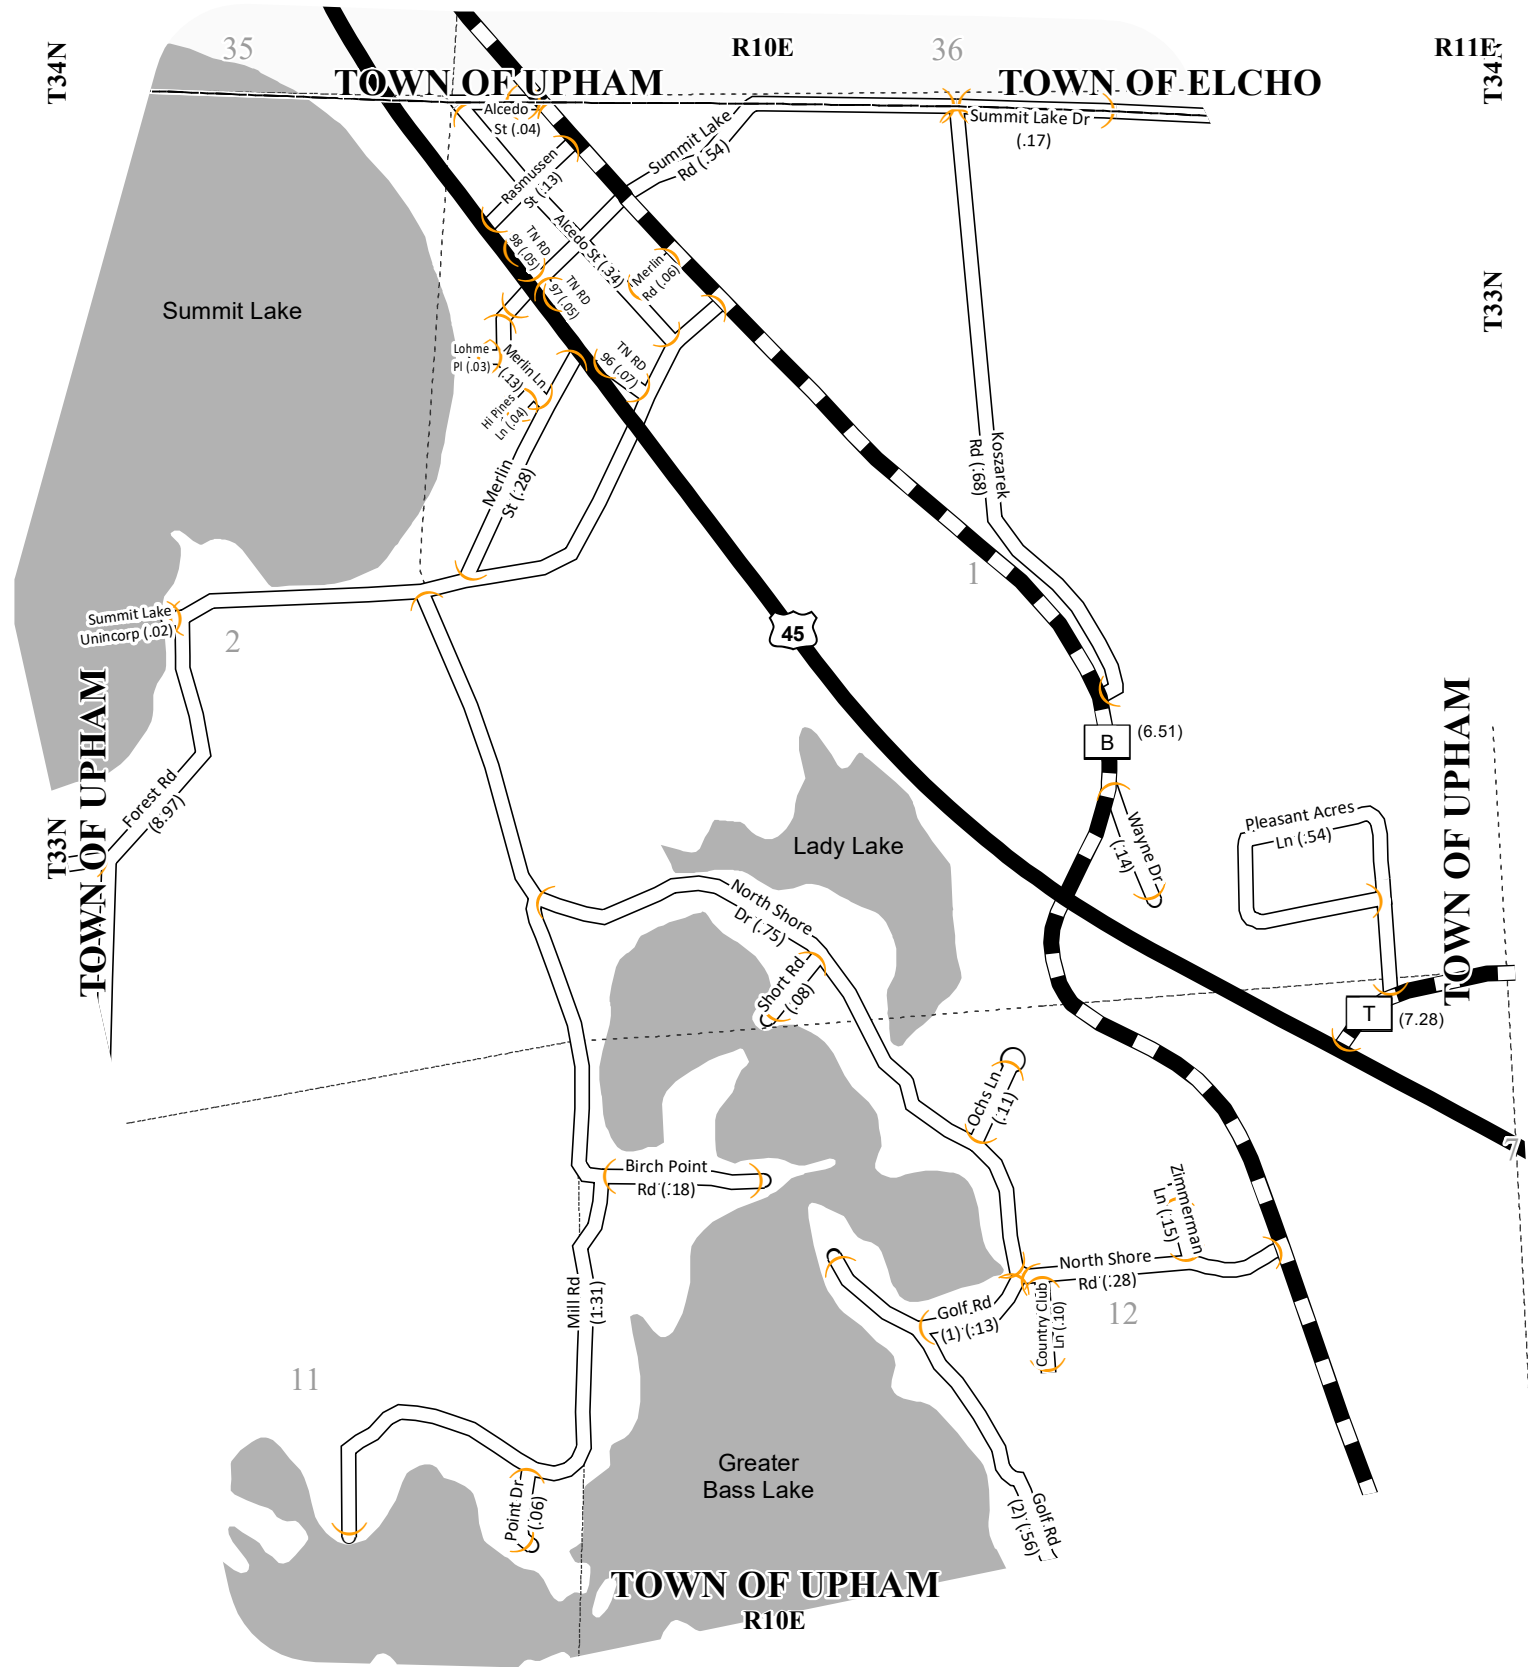 35
R10E
36
R11E
T34N
T34N
TOWN OF UPHAM
TOWN OF ELCHO
Alcedo
St (.04)
Summit Lake
Rd (.54)
Summit Lake Dr
(.17)
Rasmussen
St (.13)
TN RD
98 (.05)
Alcedo St (.34)
Merlin
Rd (.06)
TN RD
97 (.05)
T33N
Summit Lake
Lohme
Pl (.03)
Merlin Ln
(.13)
TN RD
96 (.07)
Hi Pines
Ln (.04)
Merlin
St (.28)
Koszarek
Rd (.68)
1
Summit Lake
Unincorp (.02)
2
45
TOWN OF UPHAM
TOWN OF UPHAM
B
(6.51)
Forest Rd
(8.97)
T33N
Lady Lake
Wayne Dr
(.14)
Pleasant Acres
Ln (.54)
North Shore
Dr (.75)
Short Rd
(.08)
T
(7.28)
Ochs Ln
(.11)
7
Birch Point
Rd (.18)
Zimmerman
Ln (.15)
North Shore
Rd (.28)
Mill Rd
(1.31)
Golf Rd
(1) (.13)
Country Club
Ln (.10)
12
11
Greater
Bass Lake
Point Dr
(.06)
Golf Rd
(2) (.56)
TOWN OF UPHAM
R10E